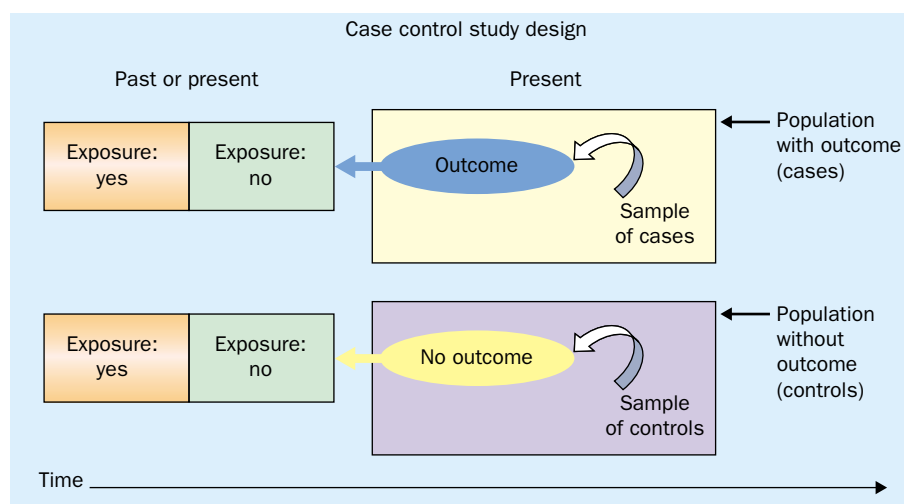 Case control study design
Past or present
Present
Exposure:
yes
Exposure:
no
Outcome
Sample
of cases
Population
with outcome
(cases)
Exposure:
yes
Exposure:
no
No outcome
Sample
of controls
Population
without
outcome
(controls)
Time